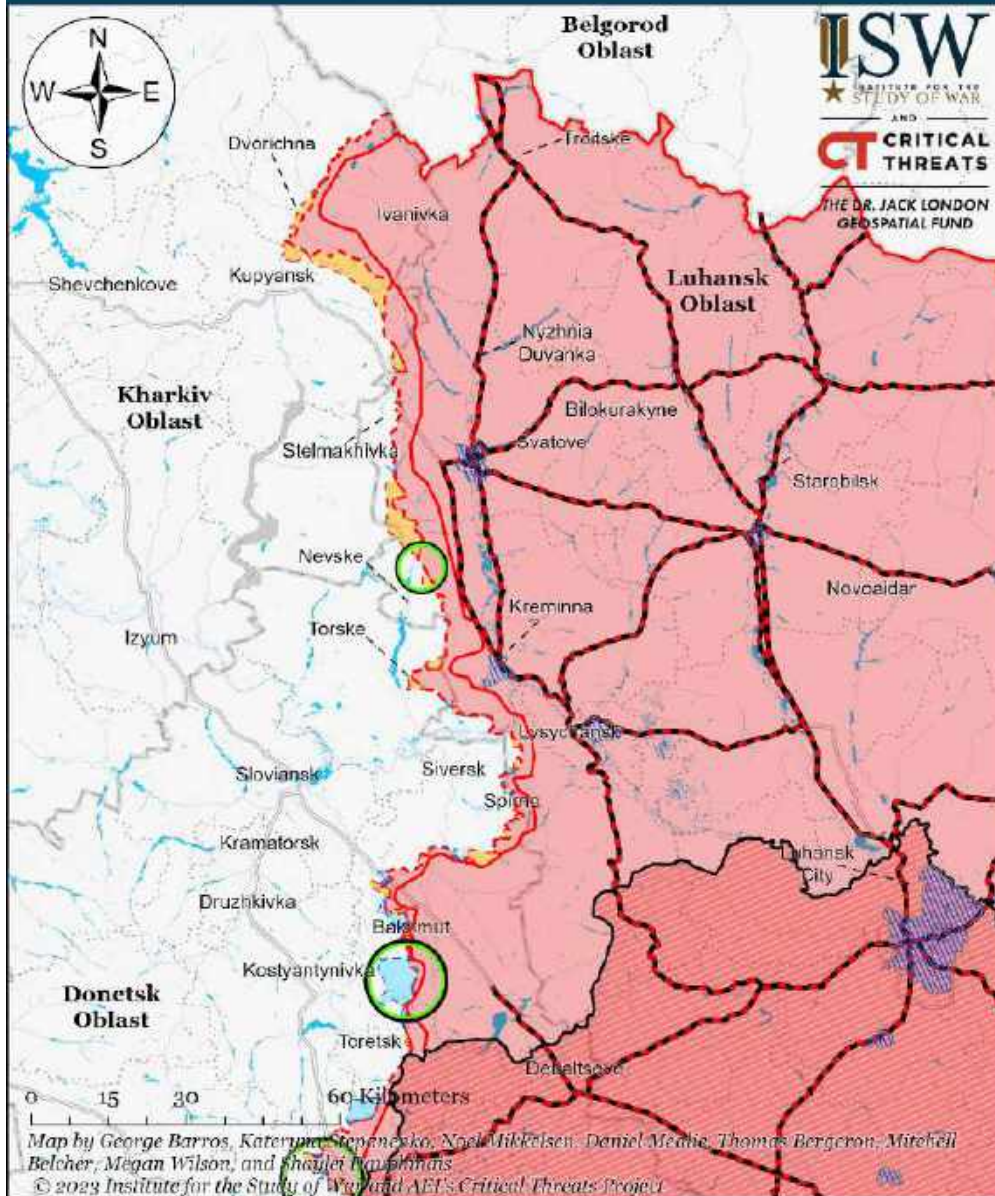 Belgorod
Oblast
ISW
INSTITUTE FOR THE
STUDY OF WAR
AND
CT CRITICAL
THREATS
THE DR. JACK LONDON
GEOSPATIAL FUND
N
W
E
S
Dvorichna
Troitske
Ivanivka
Shevchenkove
Kupyansk
Luhansk
Oblast
Nyzhnia
Duvanka
Kharkiv
Oblast
Bilokurakyne
Svatove
Stelmakhivka
Starobilsk
Nevske
Novoaidar
Kreminna
Torske
Izyum
Lysychansk
Siversk
Sloviansk
Spirne
Kramatorsk
Luhansk
City
Druzhkivka
Bakhmut
Kostyantynivka
Donetsk
Oblast
Toretsk
Debaltseve
0 15 30 60 Kilometers
Map by George Barros, Kateryna Stepanenko, Noel Mikkelsen, Daniel Mealie, Thomas Bergeron, Mitchell
Belcher, Megan Wilson, and
© 2023 Institute for the Study of War and AEI's Critical Threats Project